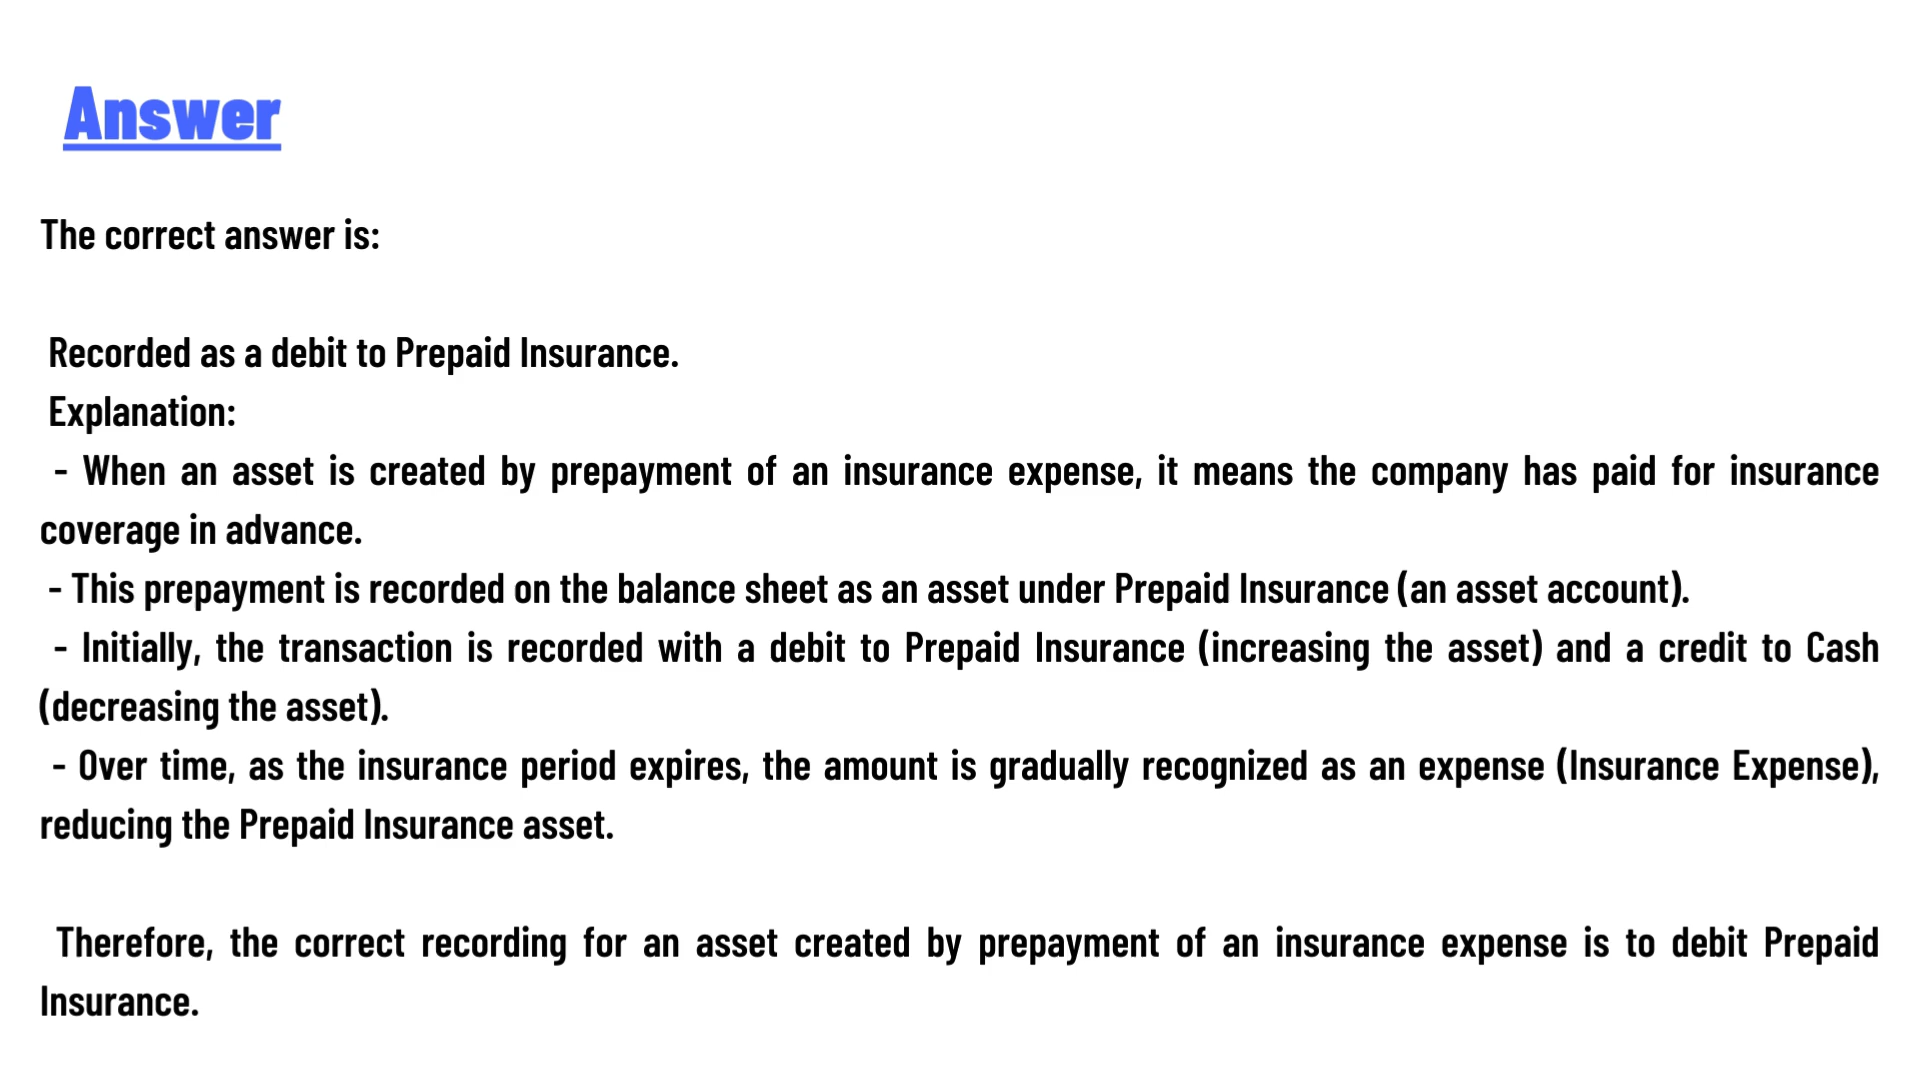 Answer
The correct answer is:
Recorded as a debit to Prepaid Insurance.
Explanation:
- When an asset is created by prepayment of an insurance expense, it means the company has paid for insurance
coverage in advance.
- This prepayment is recorded on the balance sheet as an asset under Prepaid Insurance (an asset account).
- Initially, the transaction is recorded with a debit to Prepaid Insurance (increasing the asset) and a credit to Cash
(decreasing the asset).
- Over time, as the insurance period expires, the amount is gradually recognized as an expense (Insurance Expense),
reducing the Prepaid Insurance asset.
Therefore, the correct recording for an asset created by prepayment of an insurance expense is to debit Prepaid
Insurance.